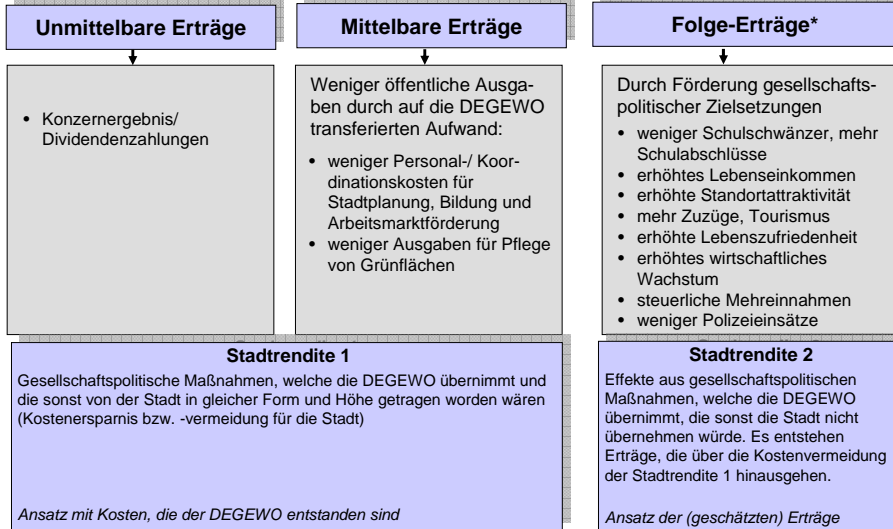 Unmittelbare Erträge
• Konzernergebnis/
Dividendenzahlungen
Mittelbare Erträge
Weniger öffentliche Ausga-
ben durch auf die DEGEWO
transferierten Aufwand:
• weniger Personal-/ Koor-
dinationskosten für
Stadtplanung, Bildung und
Arbeitsmarktförderung
• weniger Ausgaben für Pflege
von Grünflächen
Folge-Erträge*
Durch Förderung gesellschafts-
politischer Zielsetzungen
• weniger Schulschwänzer, mehr
Schulabschlüsse
• erhöhtes Lebenseinkommen
• erhöhte Standortattraktivität
• mehr Zuzüge, Tourismus
• erhöhte Lebenszufriedenheit
• erhöhtes wirtschaftliches
Wachstum
• steuerliche Mehreinnahmen
• weniger Polizeieinsätze
Stadtrendite 1
Gesellschaftspolitische Maßnahmen, welche die DEGEWO übernimmt und
die sonst von der Stadt in gleicher Form und Höhe getragen worden wären
(Kostenersparnis bzw. -vermeidung für die Stadt)
Ansatz mit Kosten, die der DEGEWO entstanden sind
Stadtrendite 2
Effekte aus gesellschaftspolitischen
Maßnahmen, welche die DEGEWO
übernimmt, die sonst die Stadt nicht
übernehmen würde. Es entstehen
Erträge, die über die Kostenvermeidung
der Stadtrendite 1 hinausgehen.
Ansatz der (geschätzten) Erträge